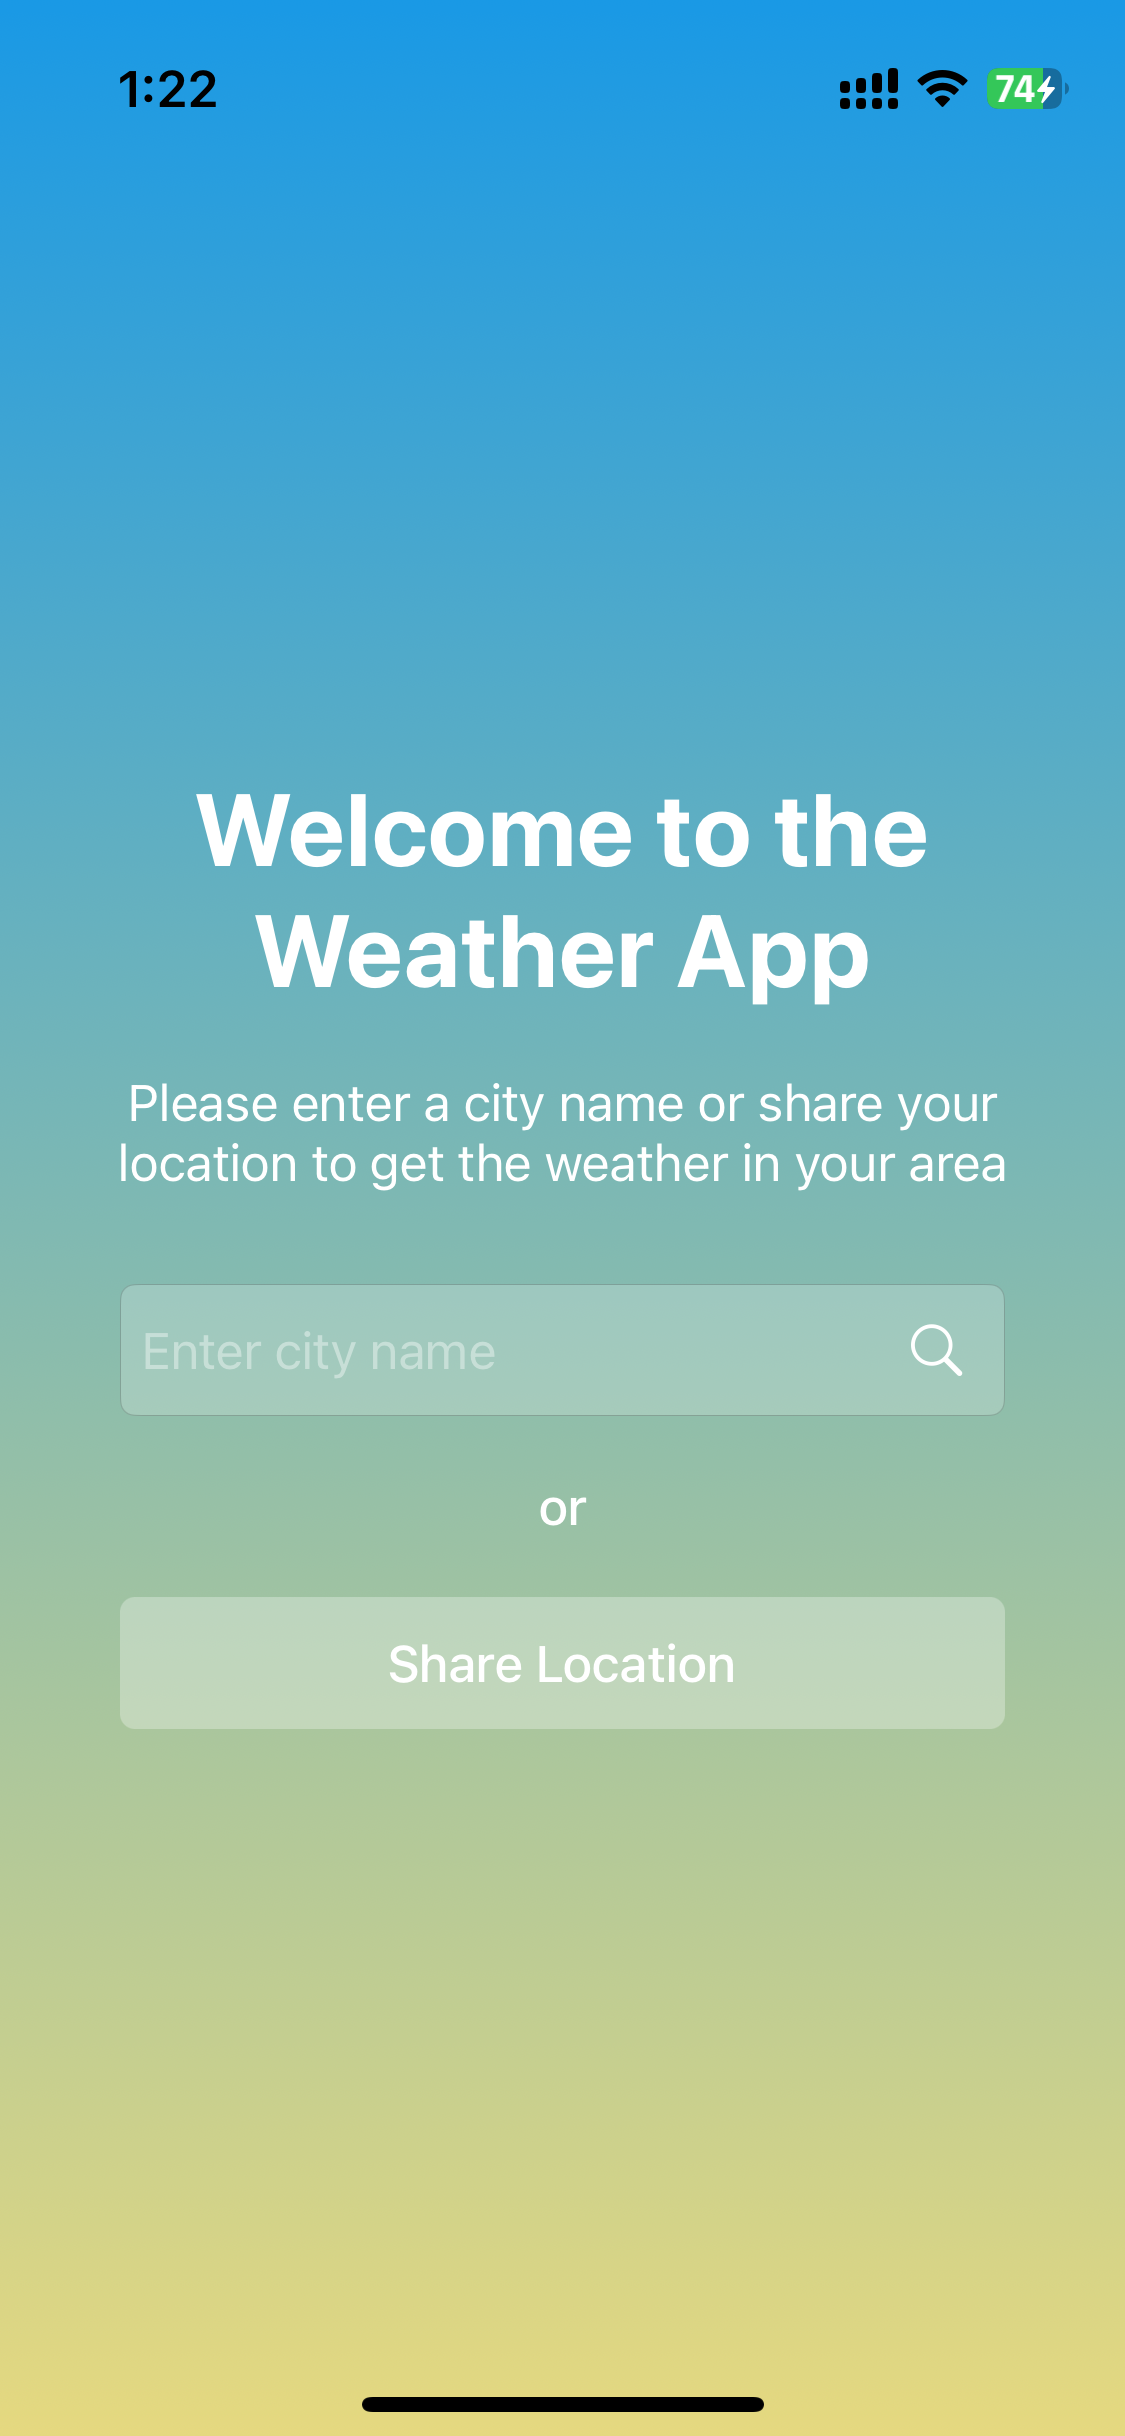 1:22
74
Welcome to the
Weather App
Please enter a city name or share your
location to get the weather in your area
Enter city name
or
Share Location